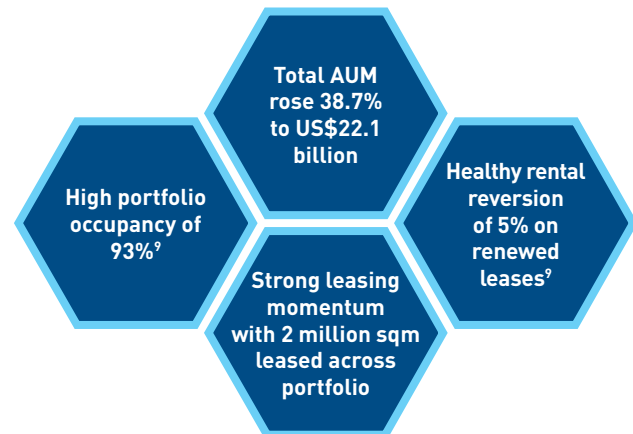 Total AUM
rose 38.7%
to US$22.1
billion
High portfolio
occupancy of
93%⁹
Healthy rental
reversion
of 5% on
renewed
leases⁹
Strong leasing
momentum
with 2 million sqm
leased across
portfolio